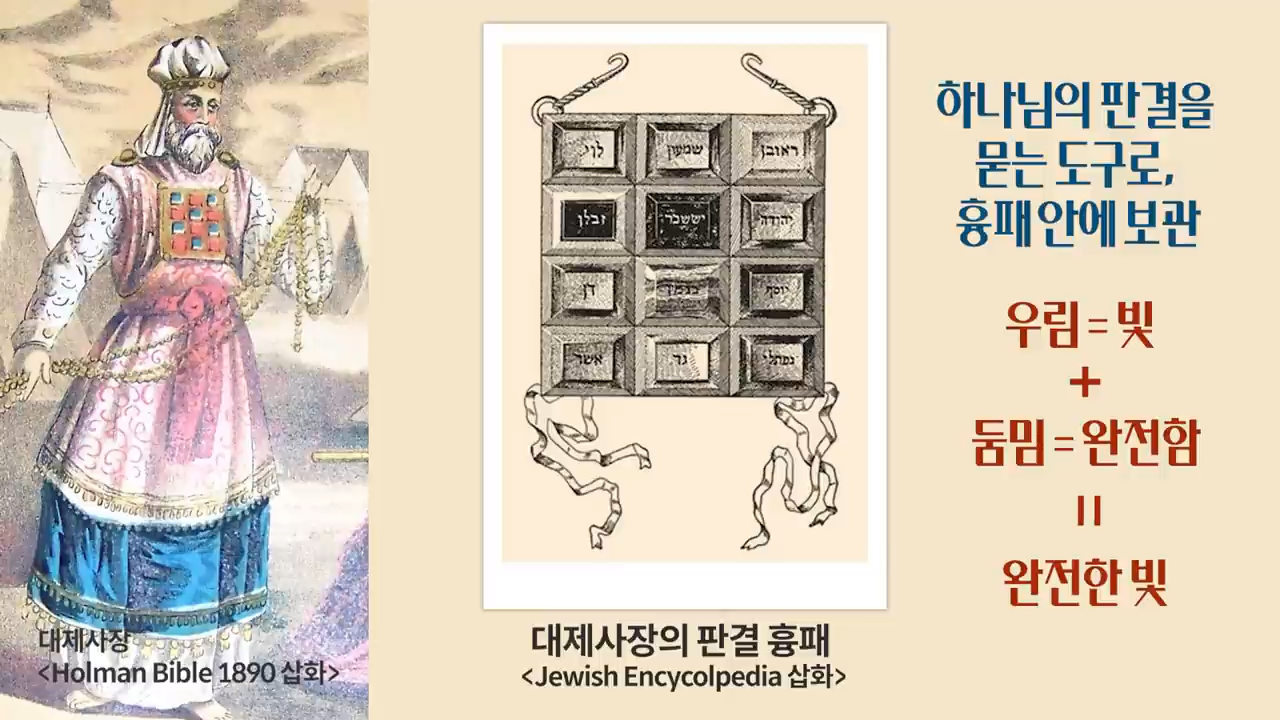 하나님의 판결을
묻는 도구로,
흉패 안에 보관
우림 = 빛
+
둠밈 = 완전함
=
완전한 빛
ראובן
שמעון
לוי
יהודה
יששכר
זבלן
יוסף
דן
נפתלי
גד
אשר
대제사장
<Holman Bible 1890 삽화>
대제사장의 판결 흉패
<Jewish Encycolpedia 삽화>